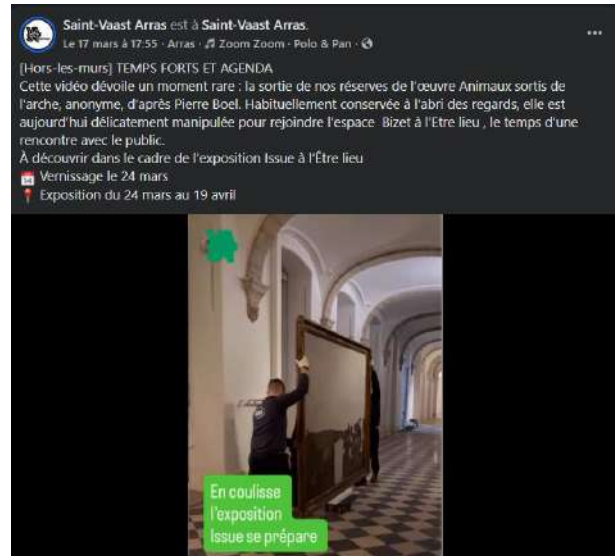 Saint-Vaast Arras est à Saint-Vaast Arras.
Le 17 mars à 17:55 · Arras · Zoom Zoom · Polo & Pan ·
[Hors-les-murs] TEMPS FORTS ET AGENDA
Cette vidéo dévoile un moment rare : la sortie de nos réserves de l'œuvre Animaux sortis de
l'arche, anonyme, d'après Pierre Boel. Habituellement conservée à l'abri des regards, elle est
aujourd'hui délicatement manipulée pour rejoindre l'espace Bizet à l'Etre lieu , le temps d'une
rencontre avec le public.
À découvrir dans le cadre de l'exposition Issue à l'Être lieu
Vernissage le 24 mars
Exposition du 24 mars au 19 avril
En coulisse
l'exposition
Issue se prépare